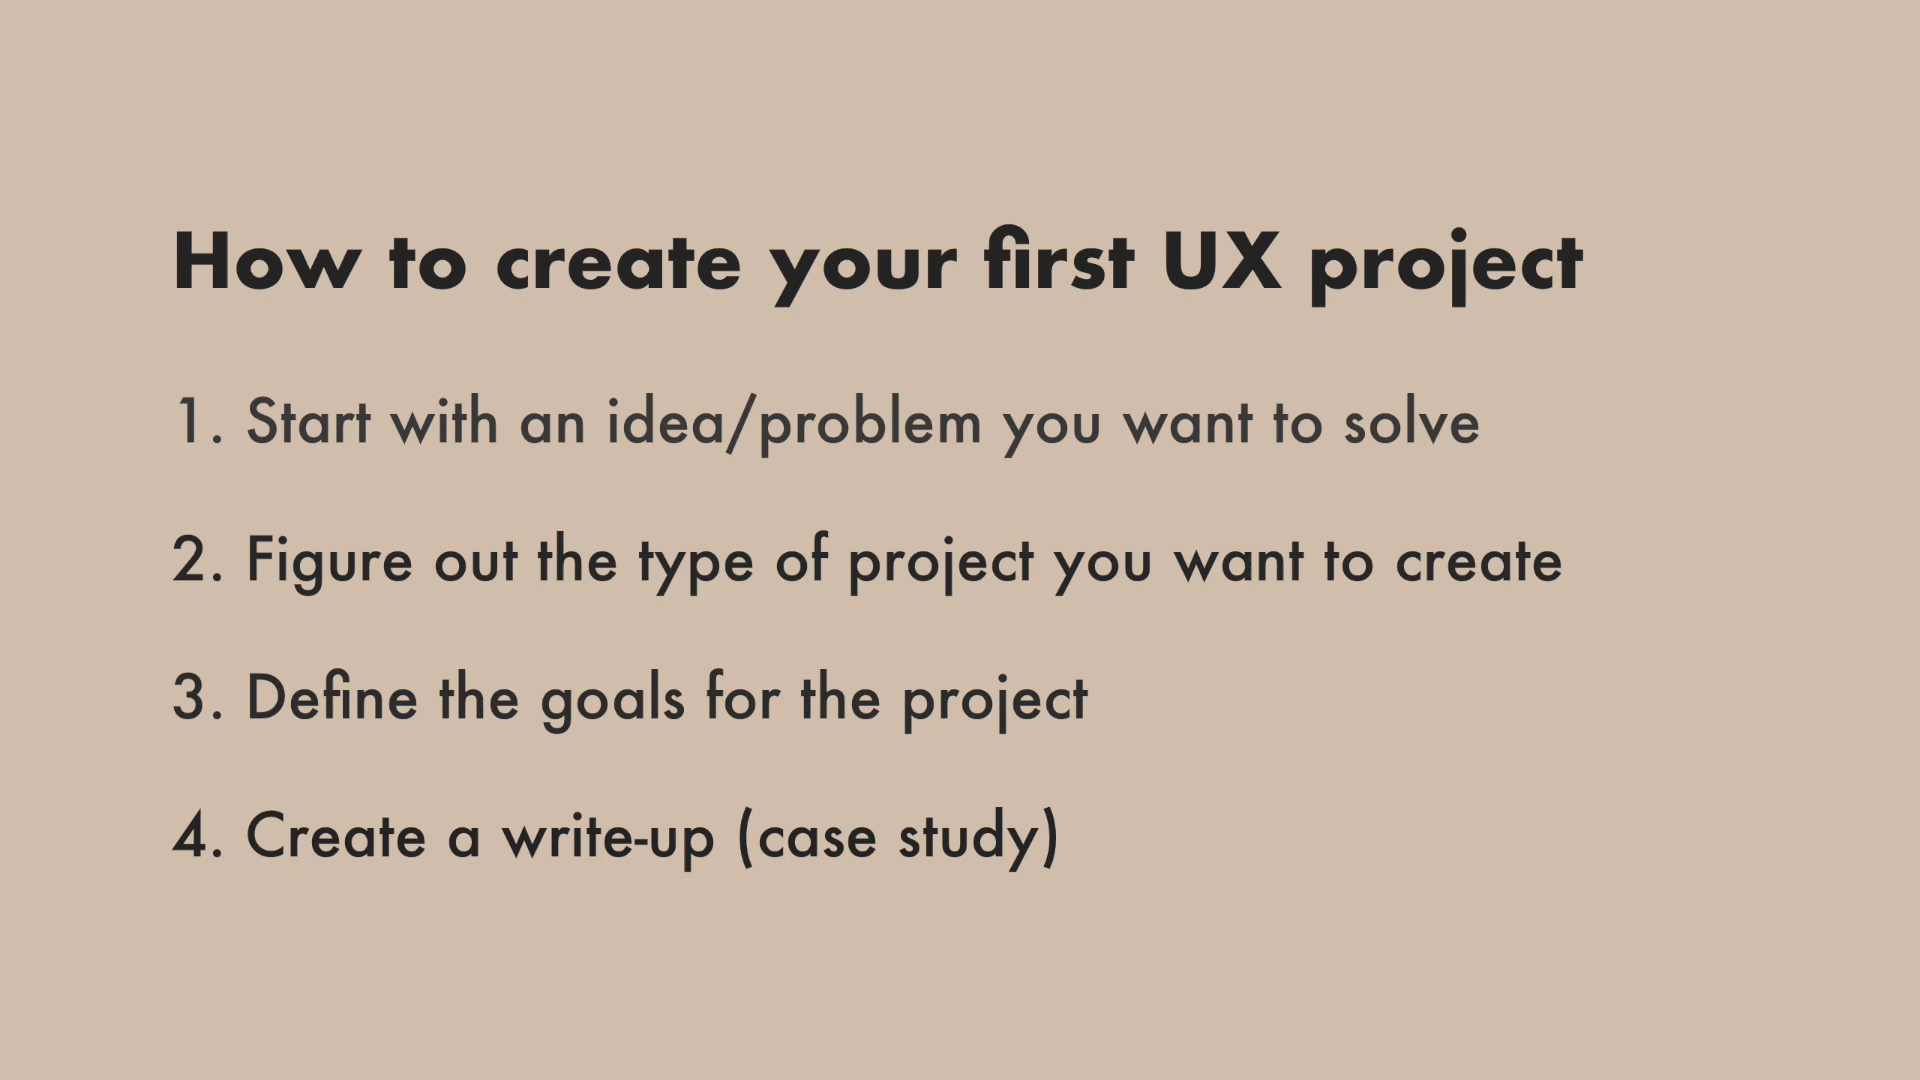 How to create your first UX project
1. Start with an idea/problem you want to solve
2. Figure out the type of project you want to create
3. Define the goals for the project
4. Create a write-up (case study)